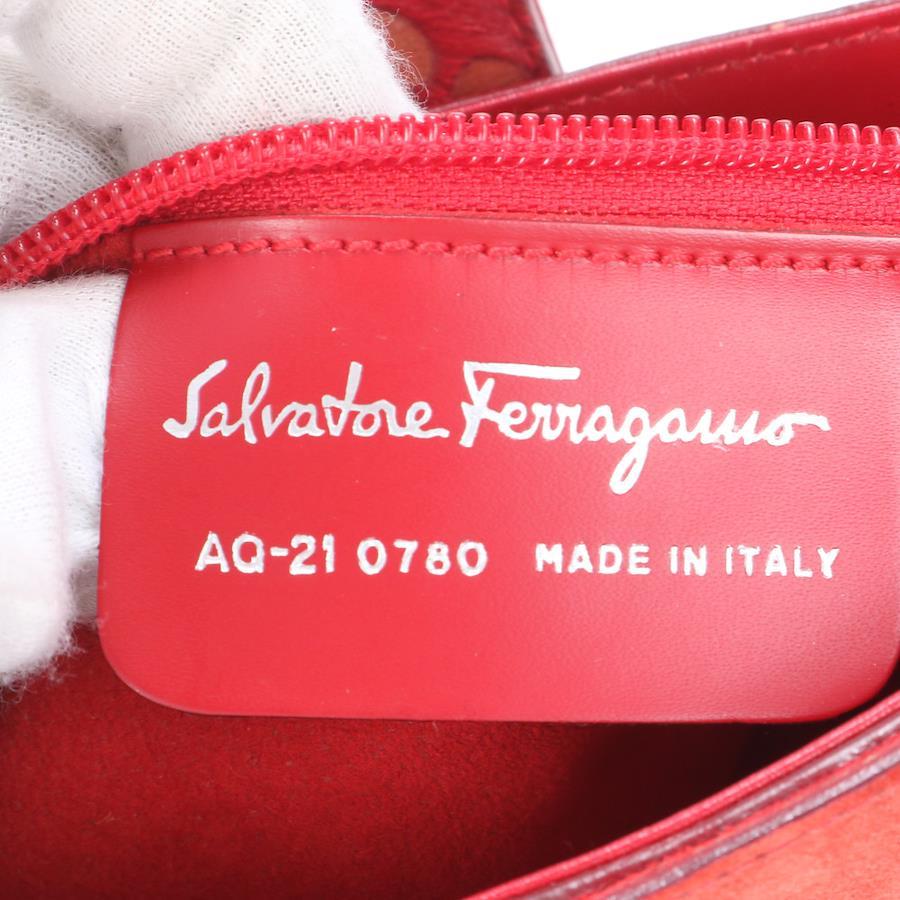 Salvatore Ferragamo
AQ-21 0780 MADE IN ITALY